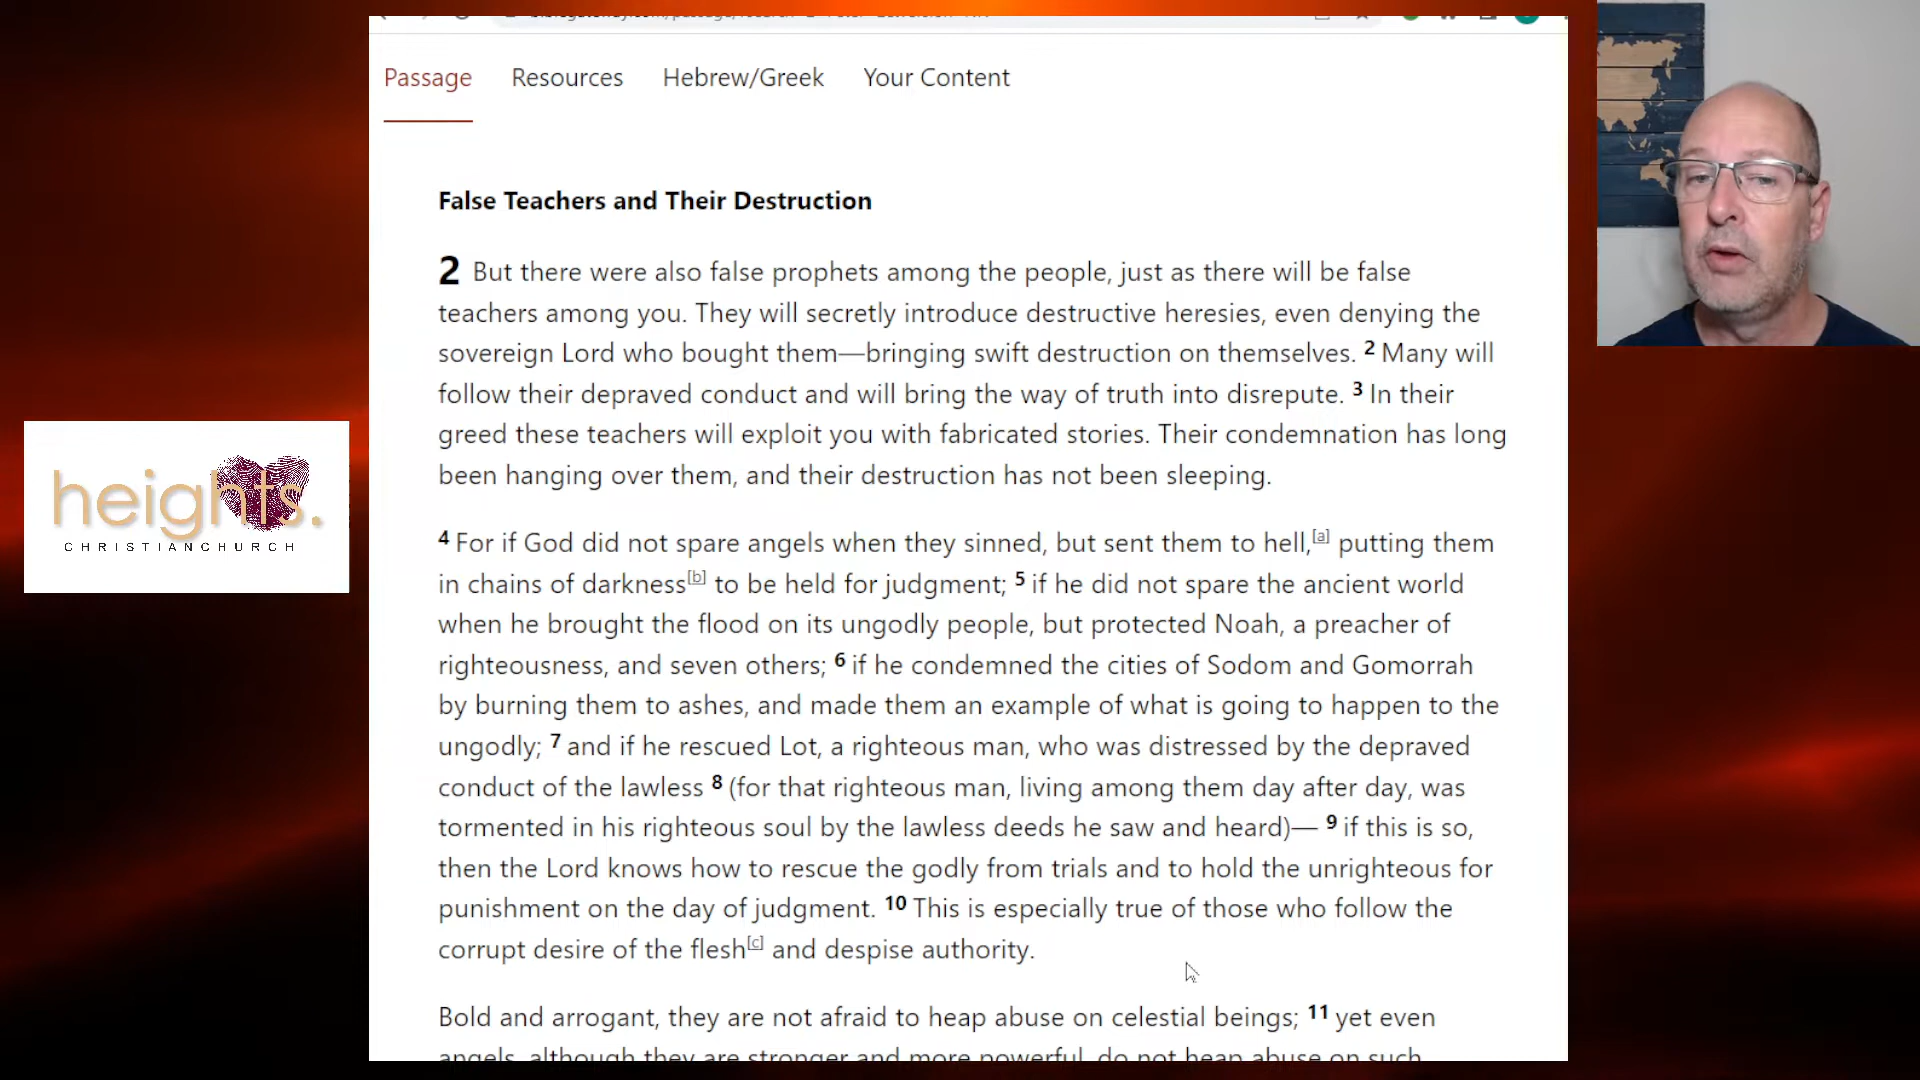 Passage Resources Hebrew/Greek Your Content
False Teachers and Their Destruction
2 But there were also false prophets among the people, just as there will be false
teachers among you. They will secretly introduce destructive heresies, even denying the
sovereign Lord who bought them—bringing swift destruction on themselves. 2 Many will
follow their depraved conduct and will bring the way of truth into disrepute. 3 In their
greed these teachers will exploit you with fabricated stories. Their condemnation has long
been hanging over them, and their destruction has not been sleeping.
4 For if God did not spare angels when they sinned, but sent them to hell,[a] putting them
in chains of darkness[b] to be held for judgment; 5 if he did not spare the ancient world
when he brought the flood on its ungodly people, but protected Noah, a preacher of
righteousness, and seven others; 6 if he condemned the cities of Sodom and Gomorrah
by burning them to ashes, and made them an example of what is going to happen to the
ungodly; 7 and if he rescued Lot, a righteous man, who was distressed by the depraved
conduct of the lawless 8 (for that righteous man, living among them day after day, was
tormented in his righteous soul by the lawless deeds he saw and heard)— 9 if this is so,
then the Lord knows how to rescue the godly from trials and to hold the unrighteous for
punishment on the day of judgment. 10 This is especially true of those who follow the
corrupt desire of the flesh[c] and despise authority.
Bold and arrogant, they are not afraid to heap abuse on celestial beings; 11 yet even
angels, although they are stronger and more powerful, do not heap abuse on such
heights.
CHRISTIANCHURCH